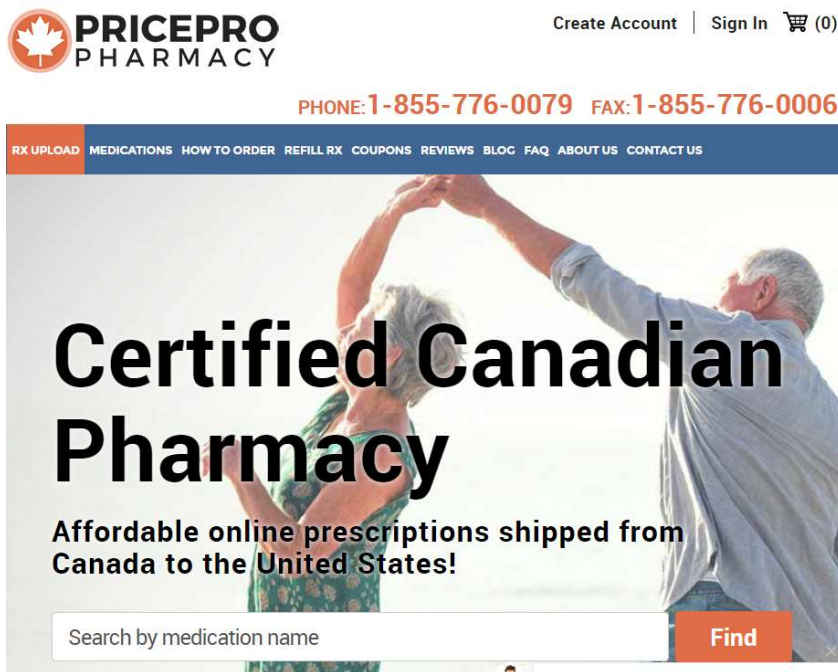 PRICEPRO
PHARMACY
Create Account Sign In (0)
PHONE:1-855-776-0079 FAX:1-855-776-0006
RX UPLOAD MEDICATIONS HOW TO ORDER REFILL RX COUPONS REVIEWS BLOG FAQ ABOUT US CONTACT US
Certified Canadian
Pharmacy
Affordable online prescriptions shipped from
Canada to the United States!
Search by medication name Find